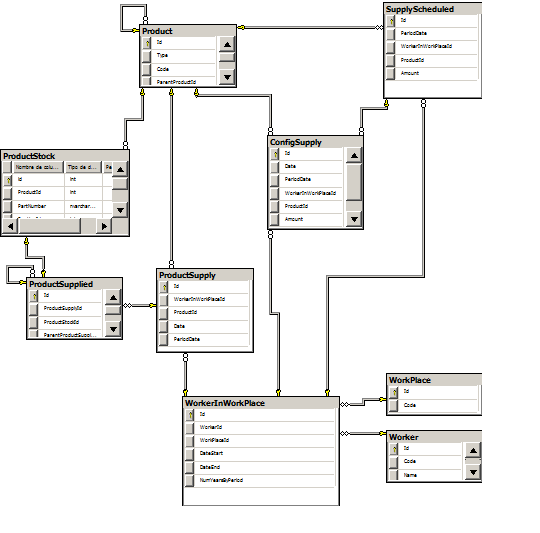 Product
Id
Type
Code
ParentProductId
SupplyScheduled
Id
PeriodDate
WorkerInWorkPlaceId
ProductId
Amount
ProductStock
Nombre de colu...
Tipo de d...
Id
int
ProductId
int
PartNumber
nvarchar...
ConfigSupply
Id
Date
PeriodDate
WorkerInWorkPlaceId
ProductId
Amount
ProductSupplied
Id
ProductSupplyId
ProductStockId
ParentProductSuppl...
ProductSupply
Id
WorkerInWorkPlaceId
ProductId
Date
PeriodDate
WorkerInWorkPlace
Id
WorkerId
WorkPlaceId
DateStart
DateEnd
NumYearsByPeriod
WorkPlace
Id
Code
Worker
Id
Code
Name